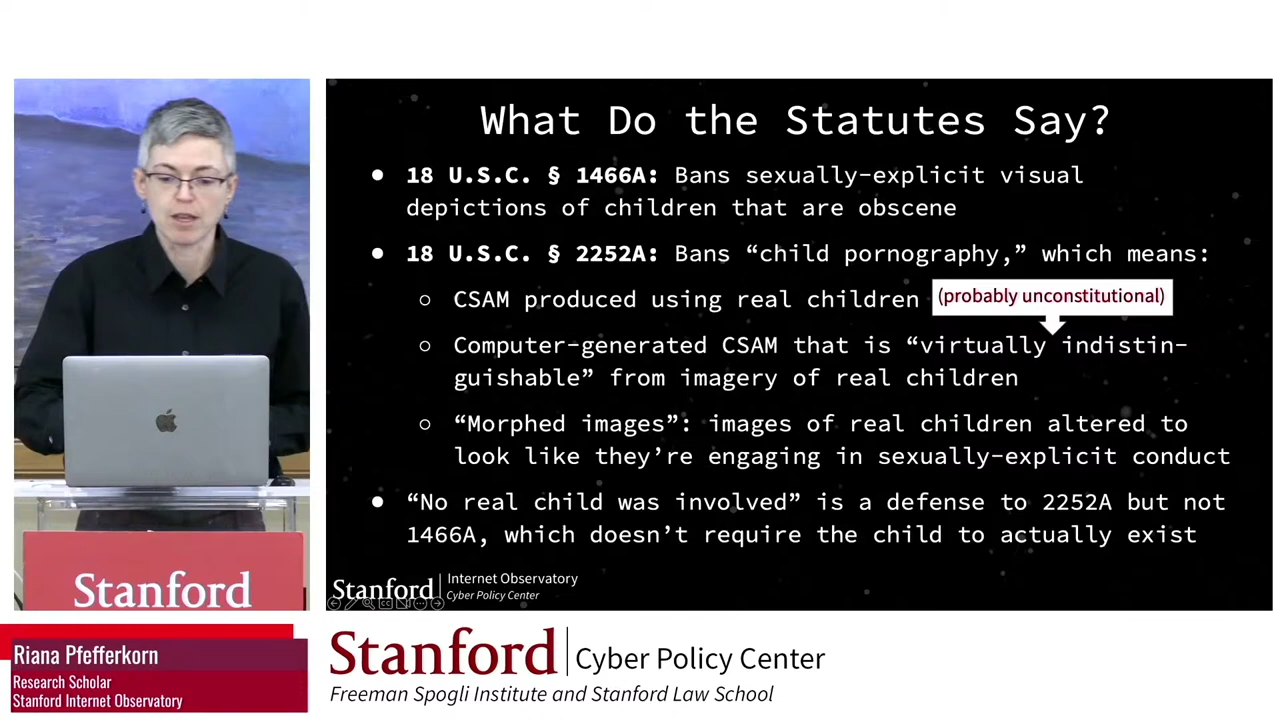 What Do the Statutes Say?
● 18 U.S.C. § 1466A: Bans sexually-explicit visual
depictions of children that are obscene
● 18 U.S.C. § 2252A: Bans “child pornography,” which means:
○ CSAM produced using real children
(probably unconstitutional)
○ Computer-generated CSAM that is “virtually indistin-
guishable” from imagery of real children
○ “Morphed images”: images of real children altered to
look like they’re engaging in sexually-explicit conduct
● “No real child was involved” is a defense to 2252A but not
1466A, which doesn’t require the child to actually exist
Stanford
Internet Observatory
Cyber Policy Center
Stanford
Riana Pfefferkorn
Research Scholar
Stanford Internet Observatory
Stanford
Cyber Policy Center
Freeman Spogli Institute and Stanford Law School